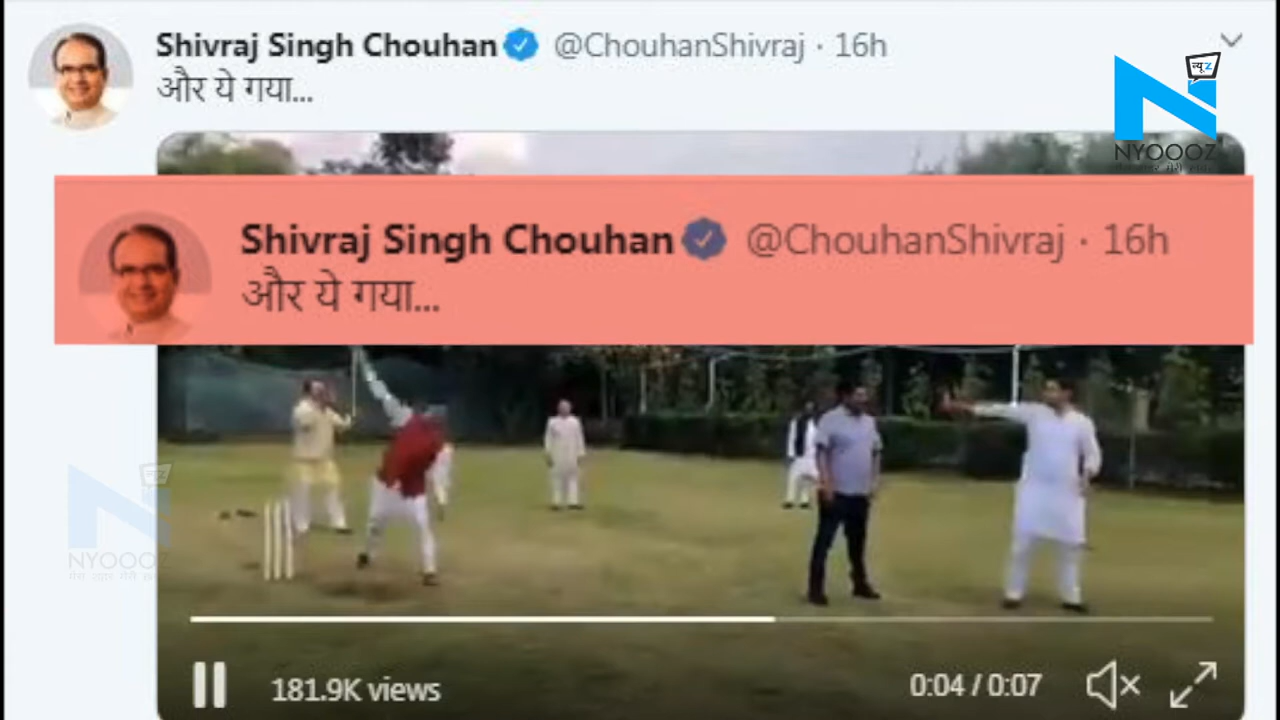 Shivraj Singh Chouhan @ChouhanShivraj · 16h
और ये गया...
न्यूz
NYOOOZ
Shivraj Singh Chouhan @ChouhanShivraj · 16h
और ये गया...
NYOOOZ
181.9K views
0:04 / 0:07